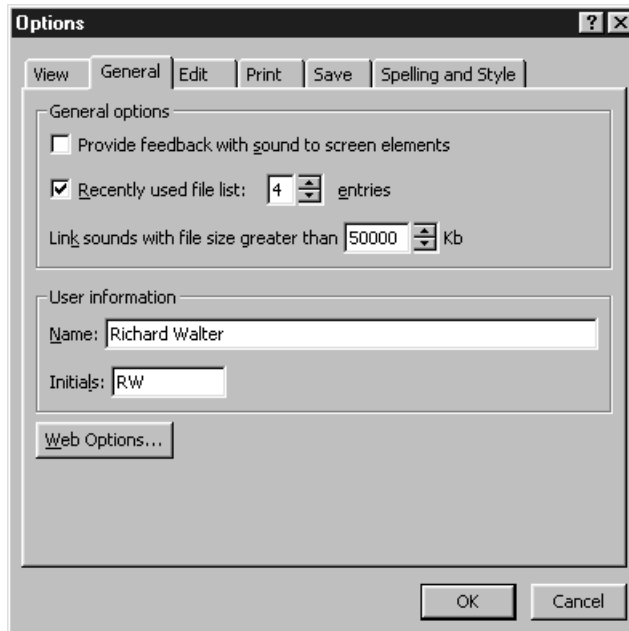 Options
View General Edit Print Save Spelling and Style
General options
Provide feedback with sound to screen elements
Recently used file list: 4 entries
Link sounds with file size greater than 50000 Kb
User information
Name: Richard Walter
Initials: RW
Web Options...
OK Cancel